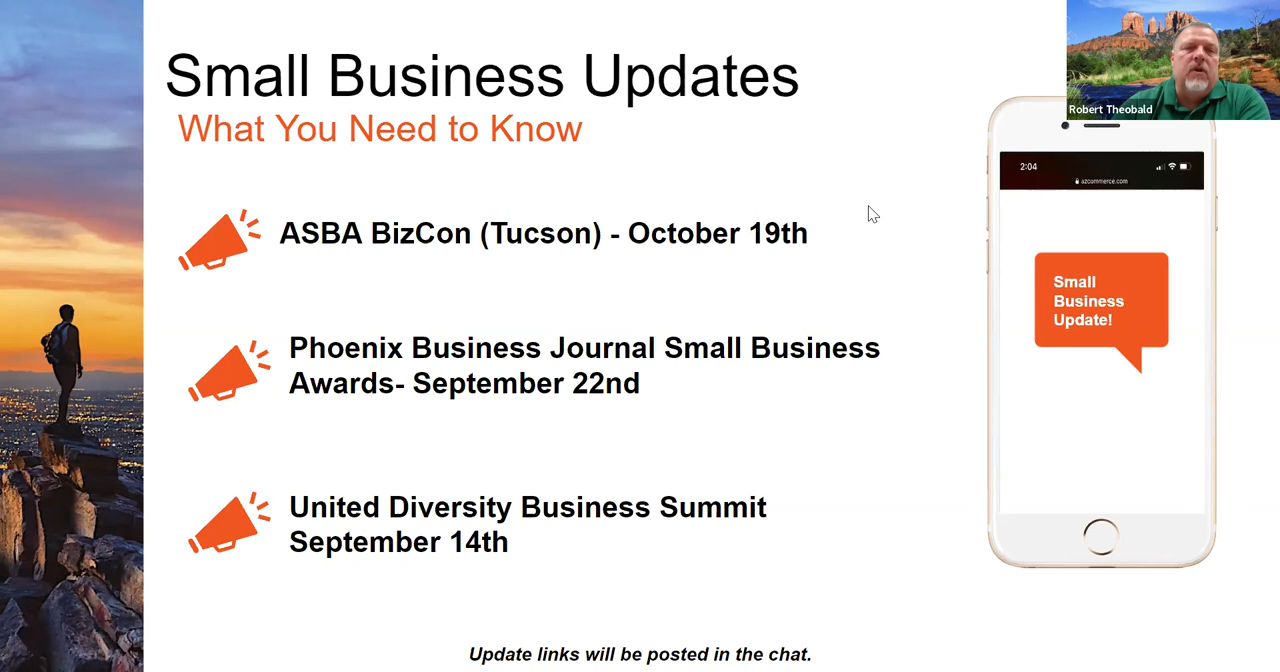 Small Business Updates
What You Need to Know
Robert Theobald
ASBA BizCon (Tucson) - October 19th
2:04
azcommerce.com
Small
Business
Update!
Phoenix Business Journal Small Business
Awards- September 22nd
United Diversity Business Summit
September 14th
Update links will be posted in the chat.